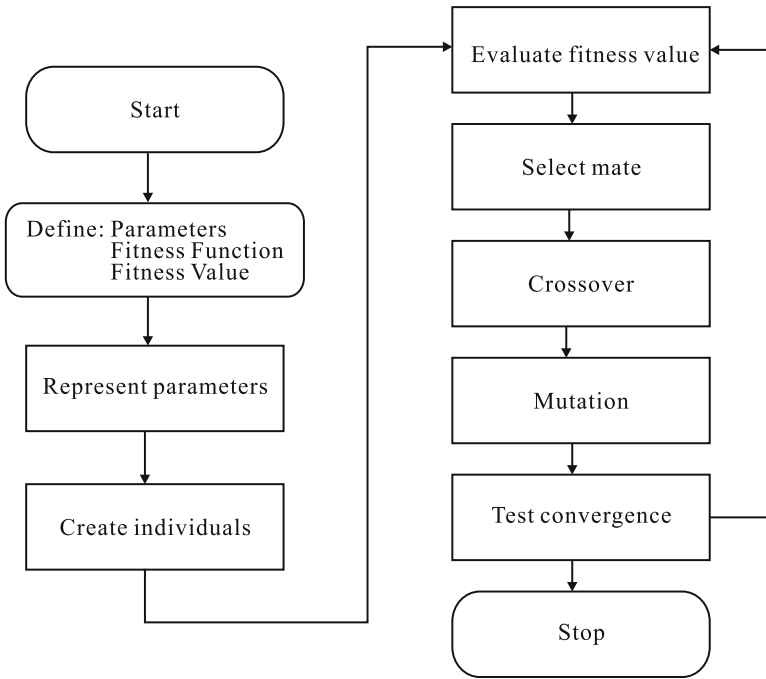 Start
Define: Parameters
Fitness Function
Fitness Value
Represent parameters
Create individuals
Evaluate fitness value
Select mate
Crossover
Mutation
Test convergence
Stop